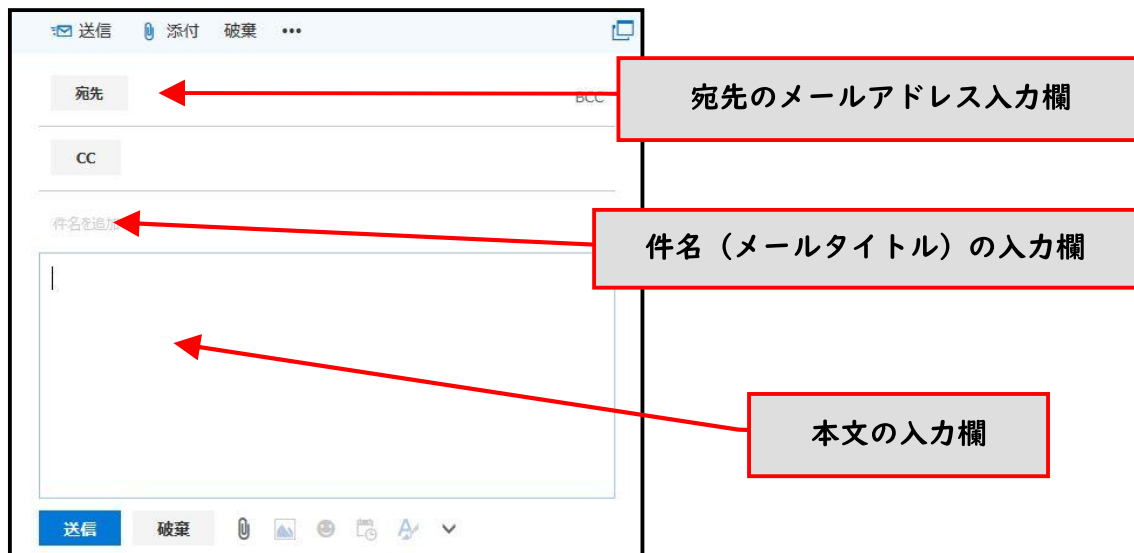 送信 添付 破棄 •••
宛先
BCC
宛先のメールアドレス入力欄
CC
件名を追加
件名（メールタイトル）の入力欄
本文の入力欄
送信 破棄